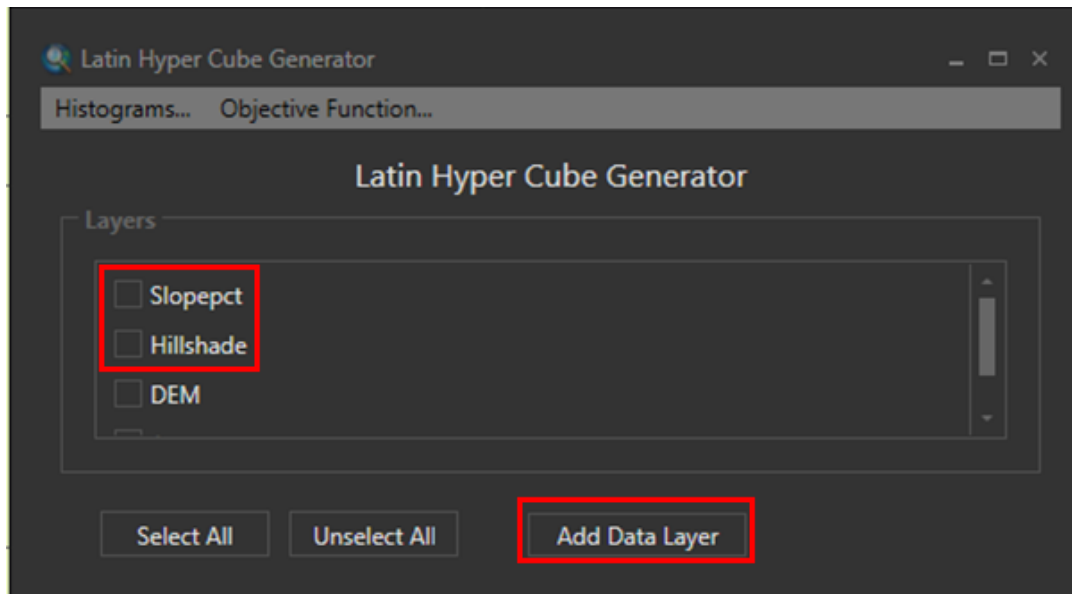 Latin Hyper Cube Generator
Histograms... Objective Function...
Latin Hyper Cube Generator
Layers
Slopepct
Hillshade
DEM
Select All Unselect All Add Data Layer